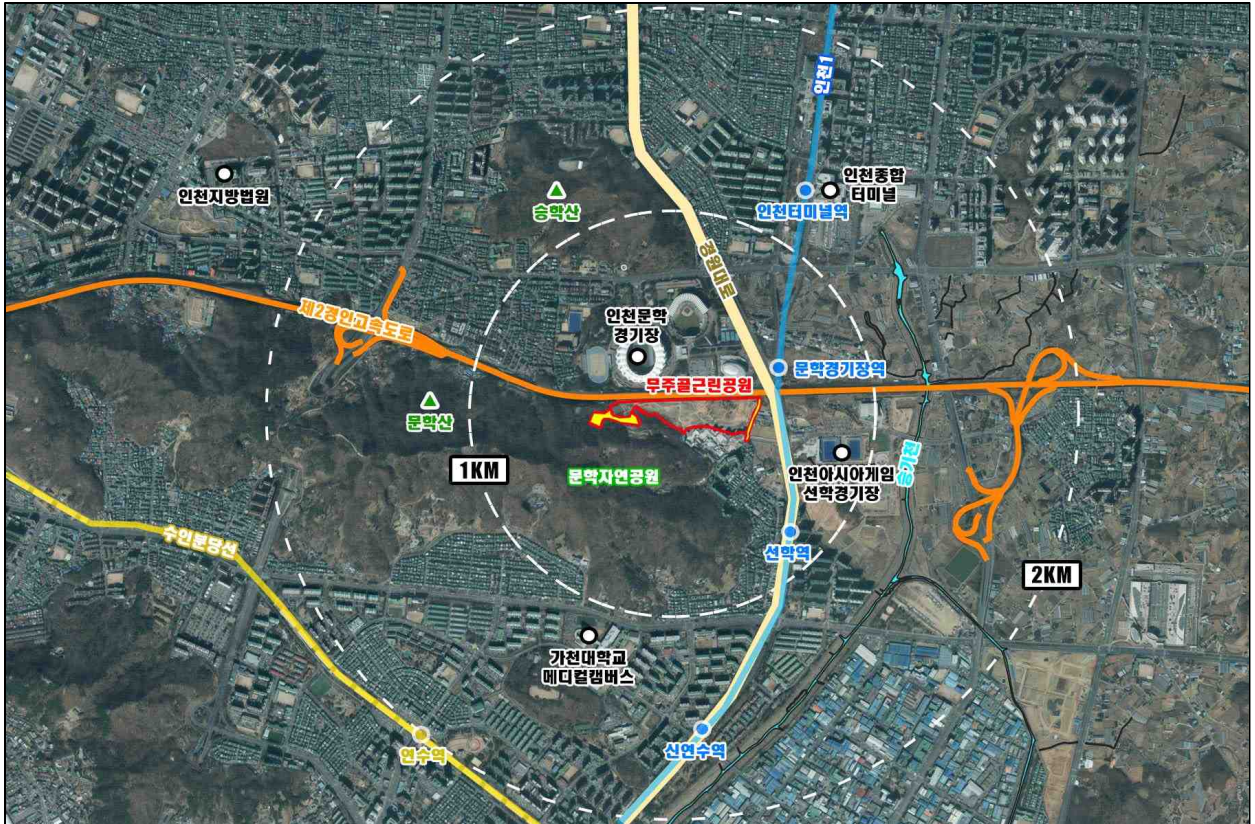 인천1
인천지방법원
승학산
인천종합
터미널
인천터미널역
경원대로
제2경인고속도로
인천문학
경기장
문학경기장역
무주골근린공원
문학산
1KM
문학자연공원
인천아시아게임
선학경기장
승기천
수인분당선
선학역
2KM
가천대학교
메디컬캠버스
연수역
신연수역